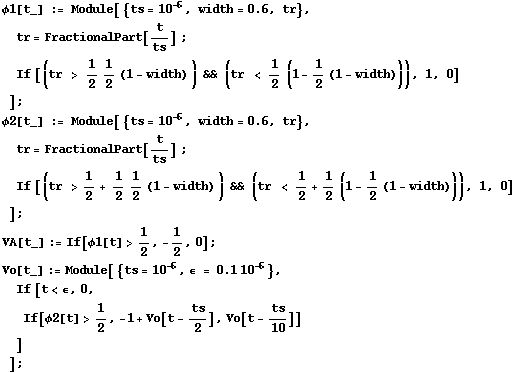 ϕ1[t_] := Module[{ts = 10^-6, width = 0.6, tr},
tr = FractionalPart[t/ts];
If[(tr > 1/2 1/2 (1 - width)) && (tr < 1/2 (1 - 1/2 (1 - width))), 1, 0]
];
ϕ2[t_] := Module[{ts = 10^-6, width = 0.6, tr},
tr = FractionalPart[t/ts];
If[(tr > 1/2 + 1/2 1/2 (1 - width)) && (tr < 1/2 + 1/2 (1 - 1/2 (1 - width))), 1, 0]
];
VA[t_] := If[ϕ1[t] > 1/2, -1/2, 0];
Vo[t_] := Module[{ts = 10^-6, ϵ = 0.1 10^-6},
If[t < ϵ, 0,
If[ϕ2[t] > 1/2, -1 + Vo[t - ts/2], Vo[t - ts/10]]
]
];